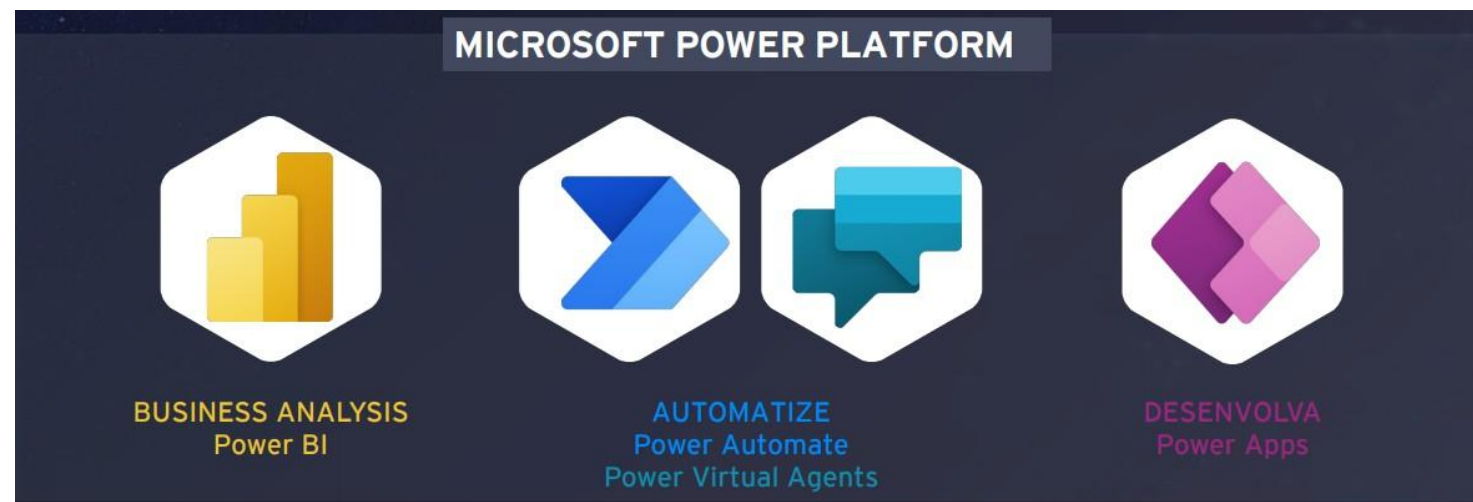 MICROSOFT POWER PLATFORM
BUSINESS ANALYSIS
Power BI
AUTOMATIZE
Power Automate
Power Virtual Agents
DESENVOLVA
Power Apps